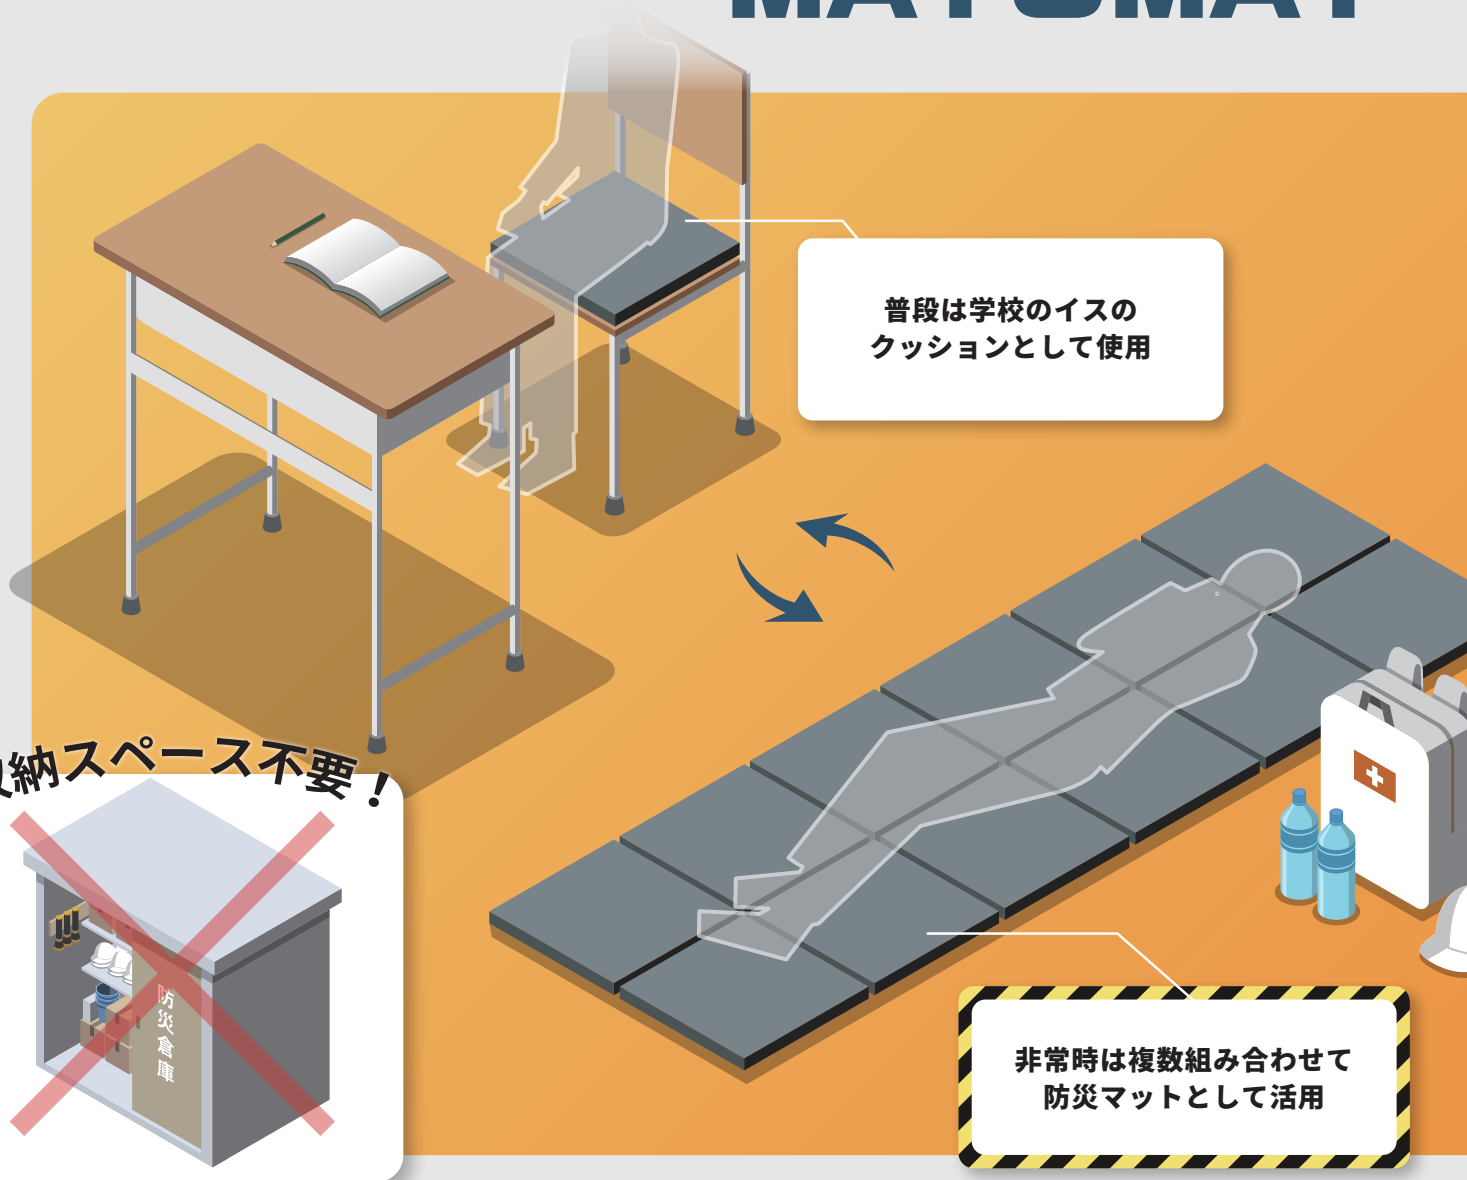 MATOMAT
普段は学校のイスの
クッションとして使用
収納スペース不要！
防災倉庫
非常時は複数組み合わせて
防災マットとして活用